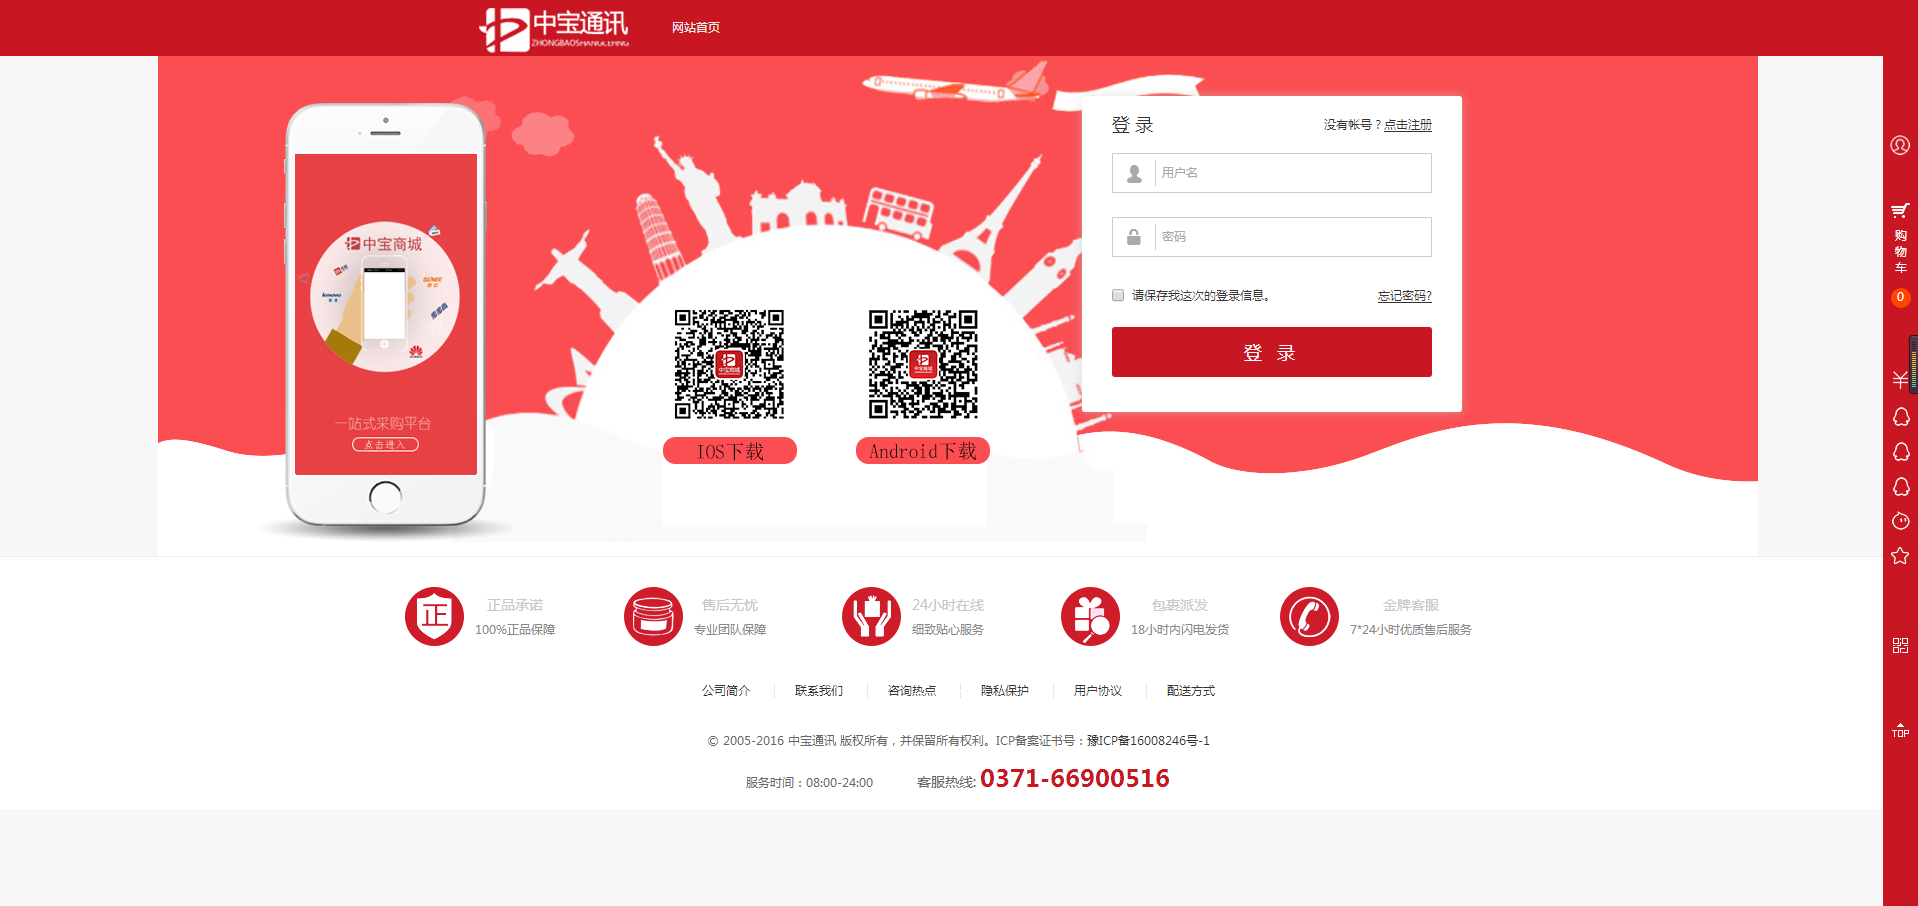 中宝通讯
网站首页
登 录
没有帐号？点击注册
用户名
密码
请保存我这次的登录信息。
忘记密码?
登 录
中宝商城
lenovo
一站式采购平台
点击进入
中宝商城
中宝商城
IOS下载
Android下载
购
物
车
0
正
正品承诺
100%正品保障
售后无忧
专业团队保障
24小时在线
细致贴心服务
包裹派发
18小时内闪电发货
金牌客服
7*24小时优质售后服务
公司简介
联系我们
咨询热点
隐私保护
用户协议
配送方式
© 2005-2016 中宝通讯 版权所有，并保留所有权利。ICP备案证书号：豫ICP备16008246号-1
服务时间：08:00-24:00
客服热线: 0371-66900516
TOP